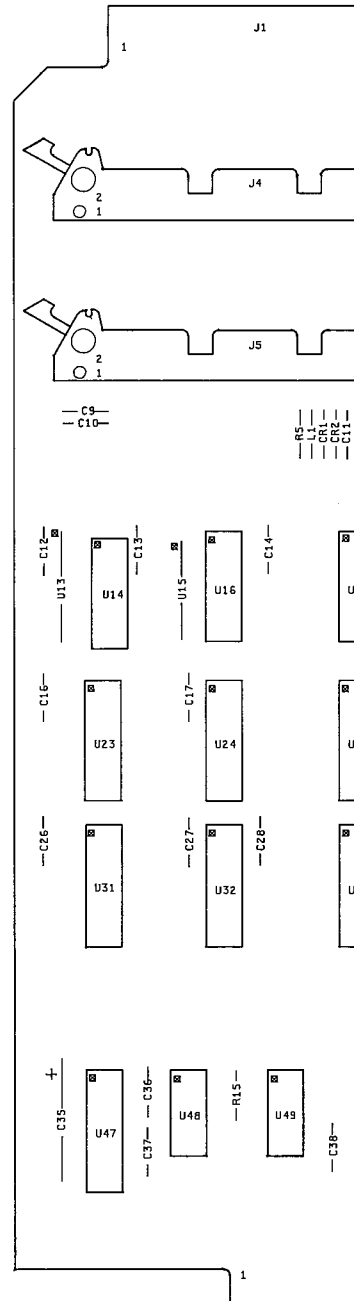 J1
1
J4
2
1
J5
2
1
C9
C10
R5
L1
CR1
CR2
C11
C12
U13
U14
C13
U15
U16
C14
U
C16
U23
C17
U24
U
C26
U31
C27
U32
C28
U
+
C35
U47
C36
C37
U48
R15
U49
C38
1